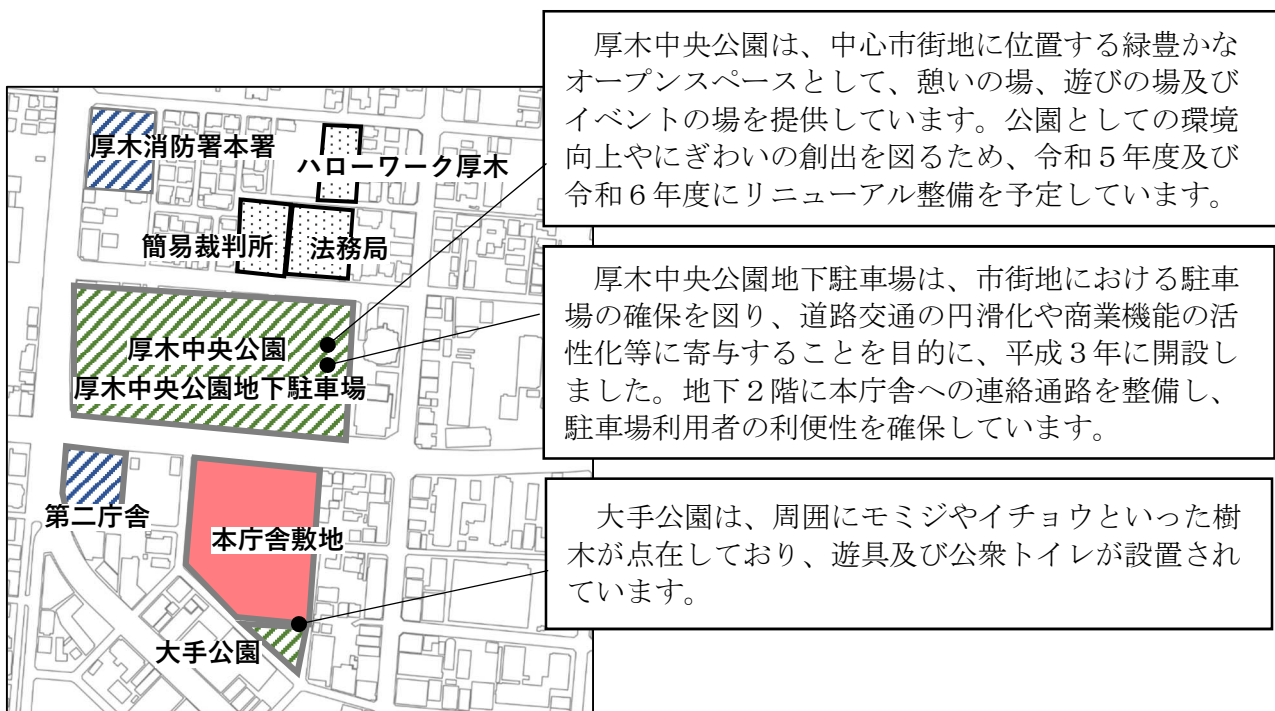 厚木中央公園は、中心市街地に位置する緑豊かな
オープンスペースとして、憩いの場、遊びの場及び
イベントの場を提供しています。公園としての環境
向上やにぎわいの創出を図るため、令和５年度及び
令和６年度にリニューアル整備を予定しています。
厚木中央公園地下駐車場は、市街地における駐車
場の確保を図り、道路交通の円滑化や商業機能の活
性化等に寄与することを目的に、平成３年に開設し
ました。地下２階に本庁舎への連絡通路を整備し、
駐車場利用者の利便性を確保しています。
大手公園は、周囲にモミジやイチョウといった樹
木が点在しており、遊具及び公衆トイレが設置され
ています。
厚木消防署本署
ハローワーク厚木
簡易裁判所
法務局
厚木中央公園
厚木中央公園地下駐車場
第二庁舎
本庁舎敷地
大手公園